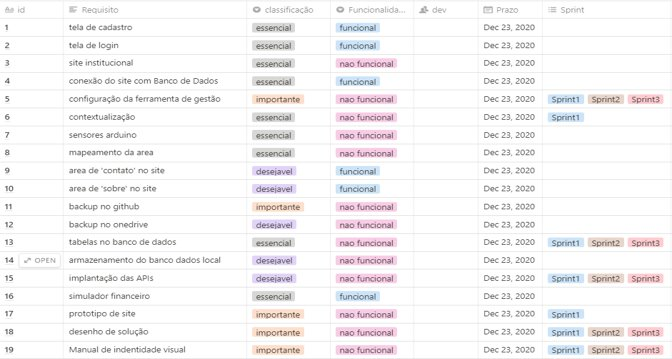 id Requisito classificação Funcionalida... dev Prazo Sprint
1 tela de cadastro essencial funcional Dec 23, 2020
2 tela de login essencial funcional Dec 23, 2020
3 site institucional essencial nao funcional Dec 23, 2020
4 conexão do site com Banco de Dados essencial funcional Dec 23, 2020
5 configuração da ferramenta de gestão importante nao funcional Dec 23, 2020 Sprint1 Sprint2 Sprint3
6 contextualização essencial nao funcional Dec 23, 2020 Sprint1
7 sensores arduino essencial nao funcional Dec 23, 2020
8 mapeamento da area essencial nao funcional Dec 23, 2020
9 area de 'contato' no site desejavel funcional Dec 23, 2020
10 area de 'sobre' no site desejavel funcional Dec 23, 2020
11 backup no github importante nao funcional Dec 23, 2020
12 backup no onedrive desejavel nao funcional Dec 23, 2020
13 tabelas no banco de dados essencial nao funcional Dec 23, 2020 Sprint1 Sprint2 Sprint3
14 OPEN armazenamento do banco dados local desejavel nao funcional Dec 23, 2020
15 implantação das APIs desejavel nao funcional Dec 23, 2020 Sprint1 Sprint2 Sprint3
16 simulador financeiro essencial funcional Dec 23, 2020
17 prototipo de site importante nao funcional Dec 23, 2020 Sprint1
18 desenho de solução importante nao funcional Dec 23, 2020 Sprint1 Sprint2 Sprint3
19 Manual de indentidade visual importante nao funcional Dec 23, 2020 Sprint1 Sprint2 Sprint3